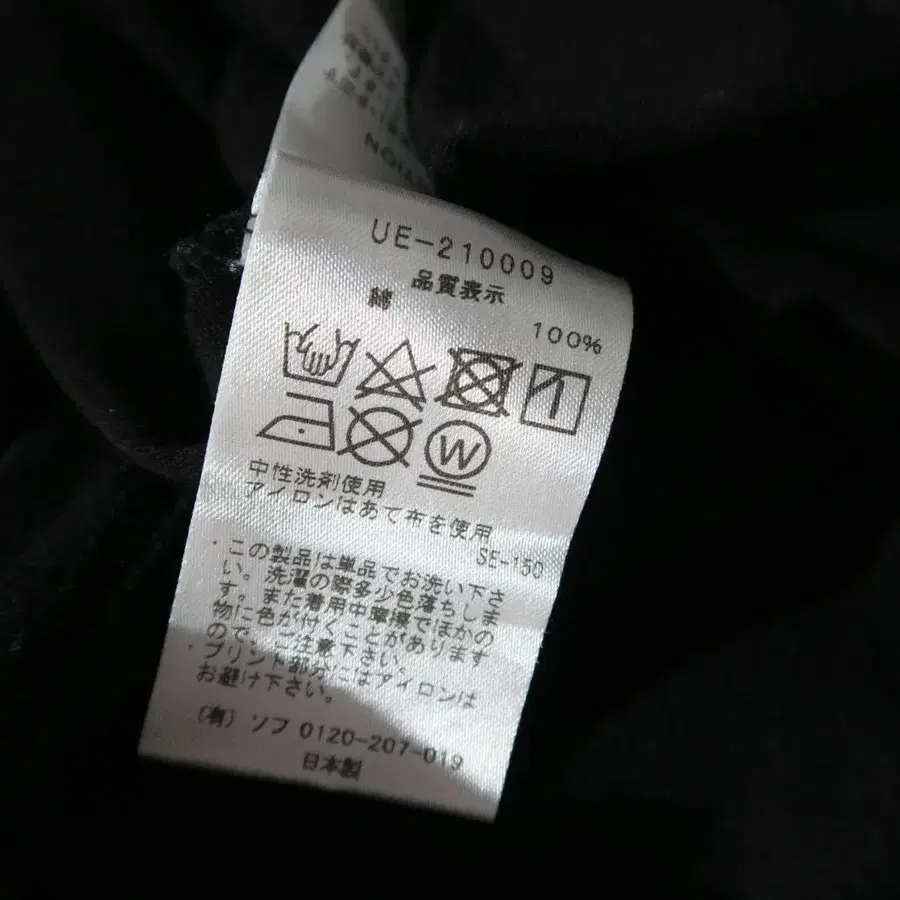 UE-210009
品質表示
綿 100%
W
中性洗剤使用
アイロンはあて布を使用
SE-150
・この製品は単品でお洗い下さ
い。洗濯の際多少色落ちしま
す。また着用中摩擦でほかの
物に色が付くことがあります
ので、ご注意下さい。
・プリント部分にはアイロンは
お避け下さい。
(有) ソフ 0120-207-019
日本製